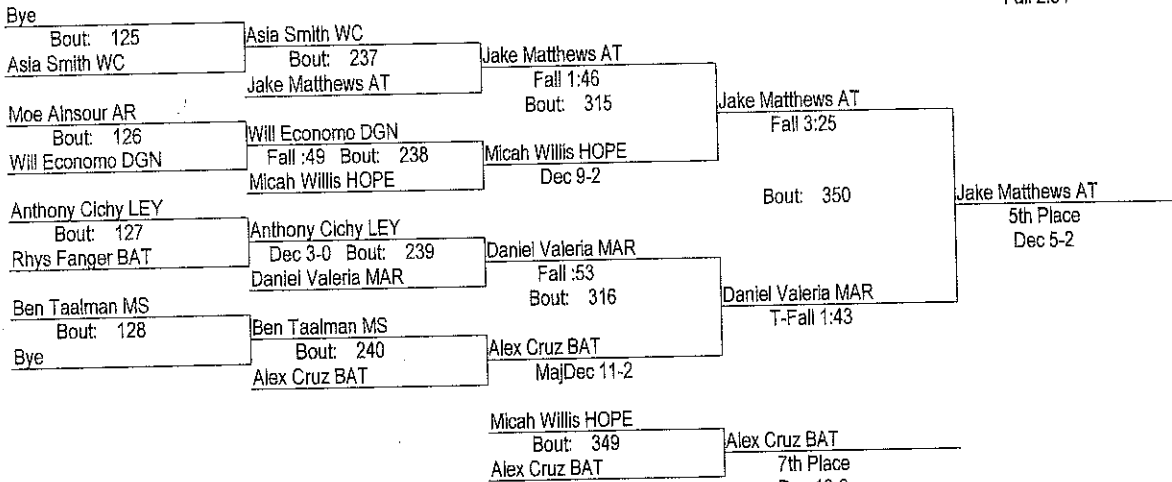 Bye
Bout: 125
Asia Smith WC
Asia Smith WC
Bout: 237
Jake Matthews AT
Jake Matthews AT
Fall 1:46
Bout: 315
Moe Alnsour AR
Bout: 126
Will Economo DGN
Will Economo DGN
Fall :49 Bout: 238
Micah Willis HOPE
Micah Willis HOPE
Dec 9-2
Jake Matthews AT
Fall 3:25
Bout: 350
Anthony Cichy LEY
Bout: 127
Rhys Fanger BAT
Anthony Cichy LEY
Dec 3-0 Bout: 239
Daniel Valeria MAR
Daniel Valeria MAR
Fall :53
Bout: 316
Ben Taalman MS
Bout: 128
Bye
Ben Taalman MS
Bout: 240
Alex Cruz BAT
Alex Cruz BAT
MajDec 11-2
Daniel Valeria MAR
T-Fall 1:43
Jake Matthews AT
5th Place
Dec 5-2
Micah Willis HOPE
Bout: 349
Alex Cruz BAT
Alex Cruz BAT
7th Place